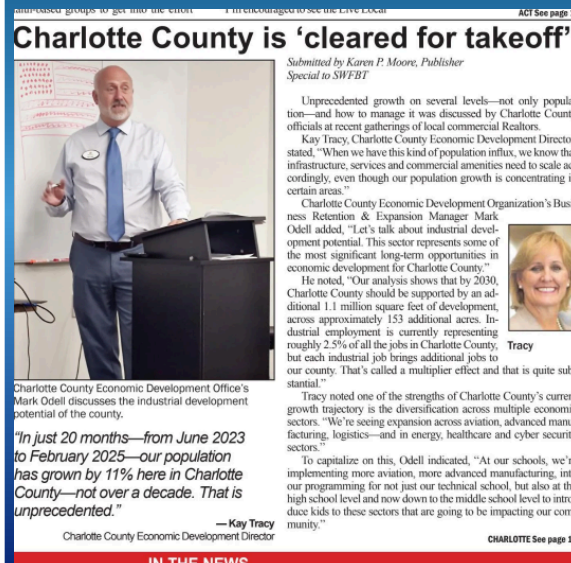 faith-based groups to get into the effort
I'm encouraged to see the Live Local
ACT See page
Charlotte County is ‘cleared for takeoff’
Submitted by Karen P. Moore, Publisher
Special to SWFBT
Unprecedented growth on several levels—not only popula-
tion—and how to manage it was discussed by Charlotte Count
officials at recent gatherings of local commercial Realtors.
Kay Tracy, Charlotte County Economic Development Directo
stated, “When we have this kind of population influx, we know tha
infrastructure, services and commercial amenities need to scale ac
cordingly, even though our population growth is concentrating i
certain areas.”
Charlotte County Economic Development Organization’s Busi
ness Retention & Expansion Manager Mark
Odell added, “Let’s talk about industrial devel-
opment potential. This sector represents some of
the most significant long-term opportunities in
economic development for Charlotte County.”
He noted, “Our analysis shows that by 2030,
Charlotte County should be supported by an ad-
ditional 1.1 million square feet of development,
across approximately 153 additional acres. In-
dustrial employment is currently representing
roughly 2.5% of all the jobs in Charlotte County,
but each industrial job brings additional jobs to
our county. That’s called a multiplier effect and that is quite sub
stantial.”
Tracy
Tracy noted one of the strengths of Charlotte County’s curren
growth trajectory is the diversification across multiple economi
sectors. “We’re seeing expansion across aviation, advanced manu
facturing, logistics—and in energy, healthcare and cyber securit
sectors.”
To capitalize on this, Odell indicated, “At our schools, we’r
implementing more aviation, more advanced manufacturing, int
our programming for not just our technical school, but also at th
high school level and now down to the middle school level to intro
duce kids to these sectors that are going to be impacting our com
munity.”
CHARLOTTE See page 1
Charlotte County Economic Development Office’s
Mark Odell discusses the industrial development
potential of the county.
“In just 20 months—from June 2023
to February 2025—our population
has grown by 11% here in Charlotte
County—not over a decade. That is
unprecedented.”
— Kay Tracy
Charlotte County Economic Development Director
IN THE NEWS